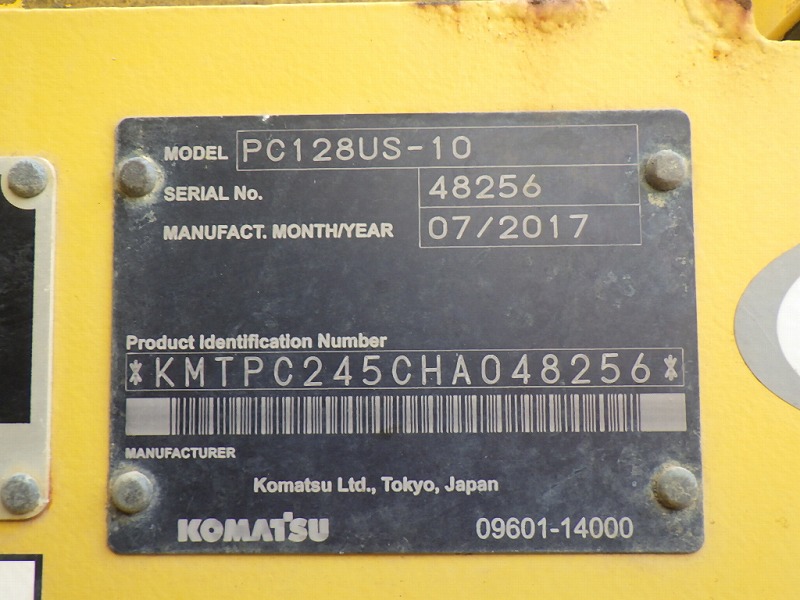 MODEL PC128US-10
SERIAL No. 48256
MANUFACT. MONTH/YEAR 07/2017
Product Identification Number
*KMTPC245CHA048256*
MANUFACTURER
Komatsu Ltd., Tokyo, Japan
KOMATSU 09601-14000